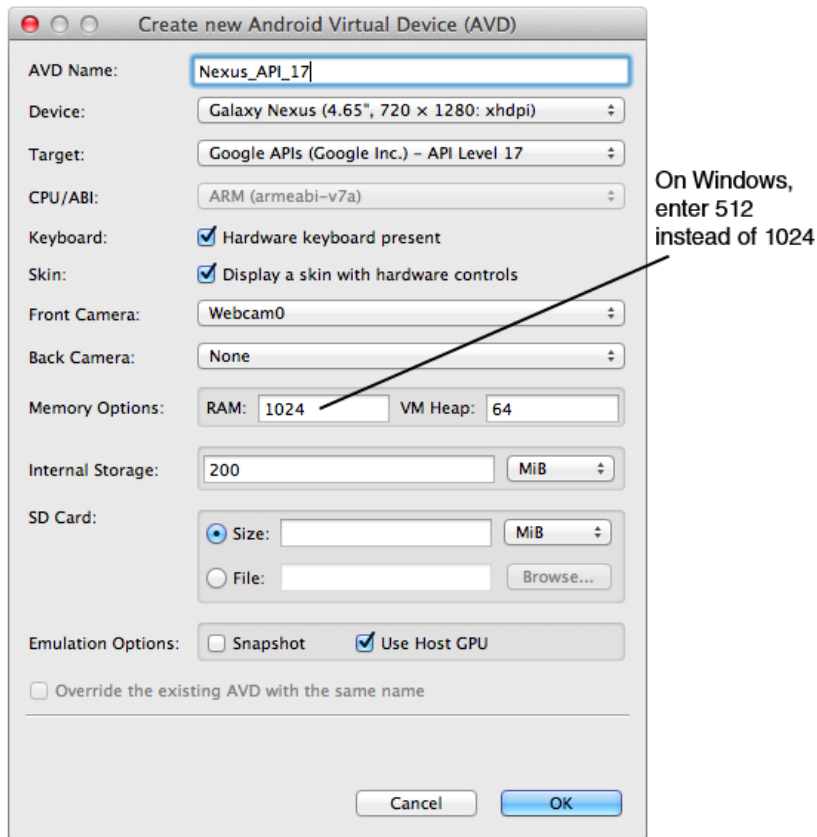 Create new Android Virtual Device (AVD)
AVD Name: Nexus_API_17
Device: Galaxy Nexus (4.65", 720 × 1280: xhdpi)
Target: Google APIs (Google Inc.) – API Level 17
CPU/ABI: ARM (armeabi-v7a)
Keyboard: Hardware keyboard present
Skin: Display a skin with hardware controls
Front Camera: Webcam0
Back Camera: None
Memory Options: RAM: 1024 VM Heap: 64
Internal Storage: 200 MiB
SD Card:
Size: MiB
File: Browse...
Emulation Options: Snapshot Use Host GPU
Override the existing AVD with the same name
Cancel OK
On Windows,
enter 512
instead of 1024